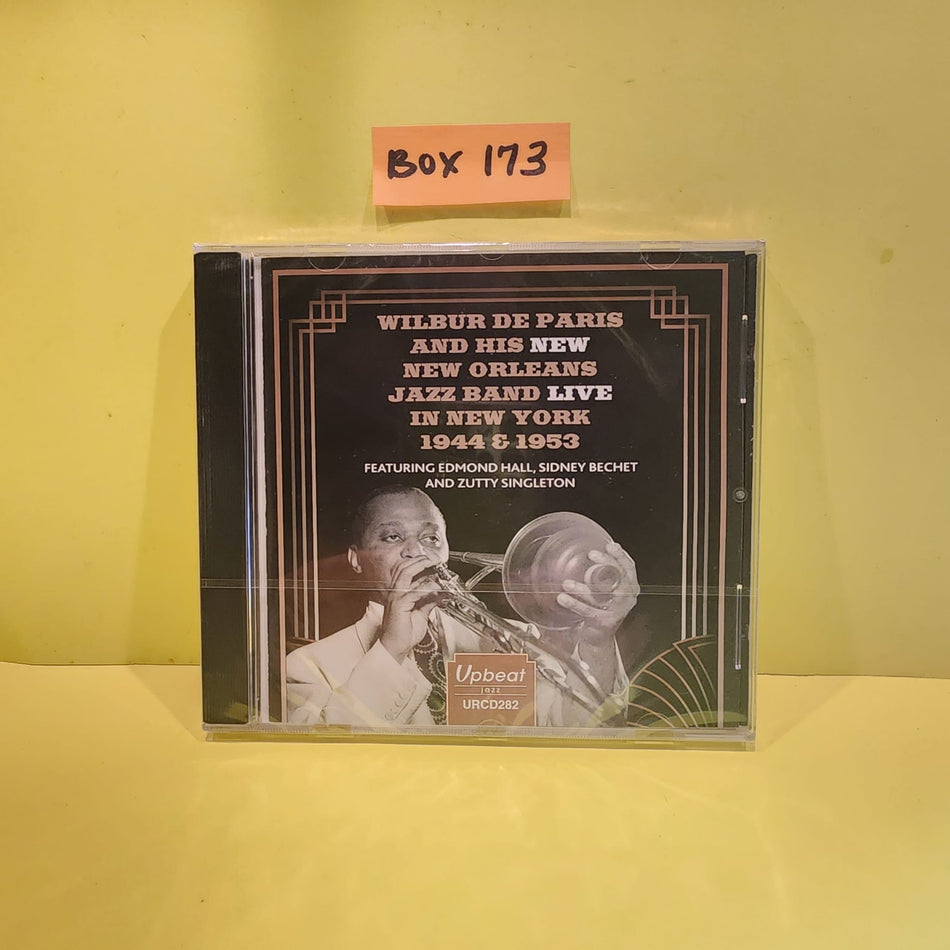 BOX 173
WILBUR DE PARIS
AND HIS NEW
NEW ORLEANS
JAZZ BAND LIVE
IN NEW YORK
1944 & 1953
FEATURING EDMOND HALL, SIDNEY BECHET
AND ZUTTY SINGLETON
Upbeat
jazz
URCD282